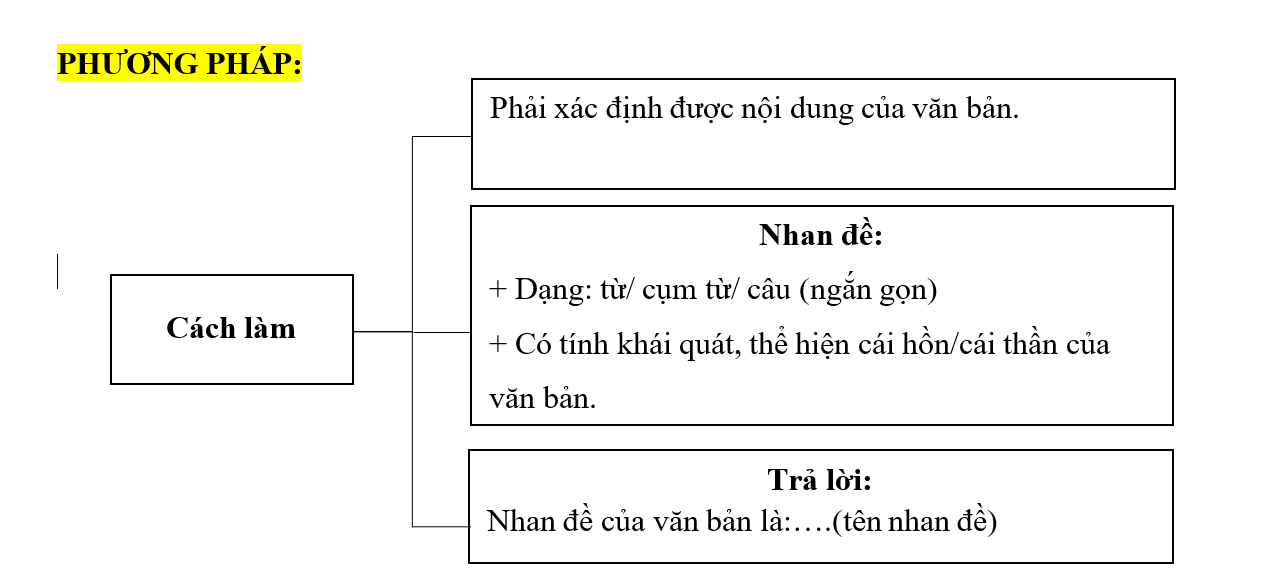 PHƯƠNG PHÁP:
Phải xác định được nội dung của văn bản.
Cách làm
Nhan đề:
+ Dạng: từ/ cụm từ/ câu (ngắn gọn)
+ Có tính khái quát, thể hiện cái hồn/cái thần của
văn bản.
Trả lời:
Nhan đề của văn bản là:….(tên nhan đề)